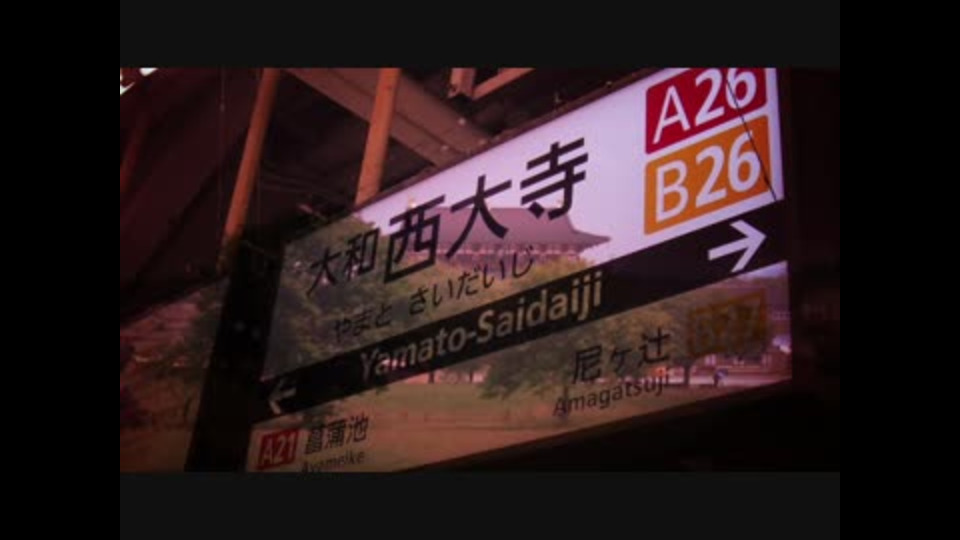 A26
B26
大和西大寺
やまと さいだいじ
Yamato-Saidaiji
B27
尼ヶ辻
Amagatsuji
A21 菖蒲池
Ayameike